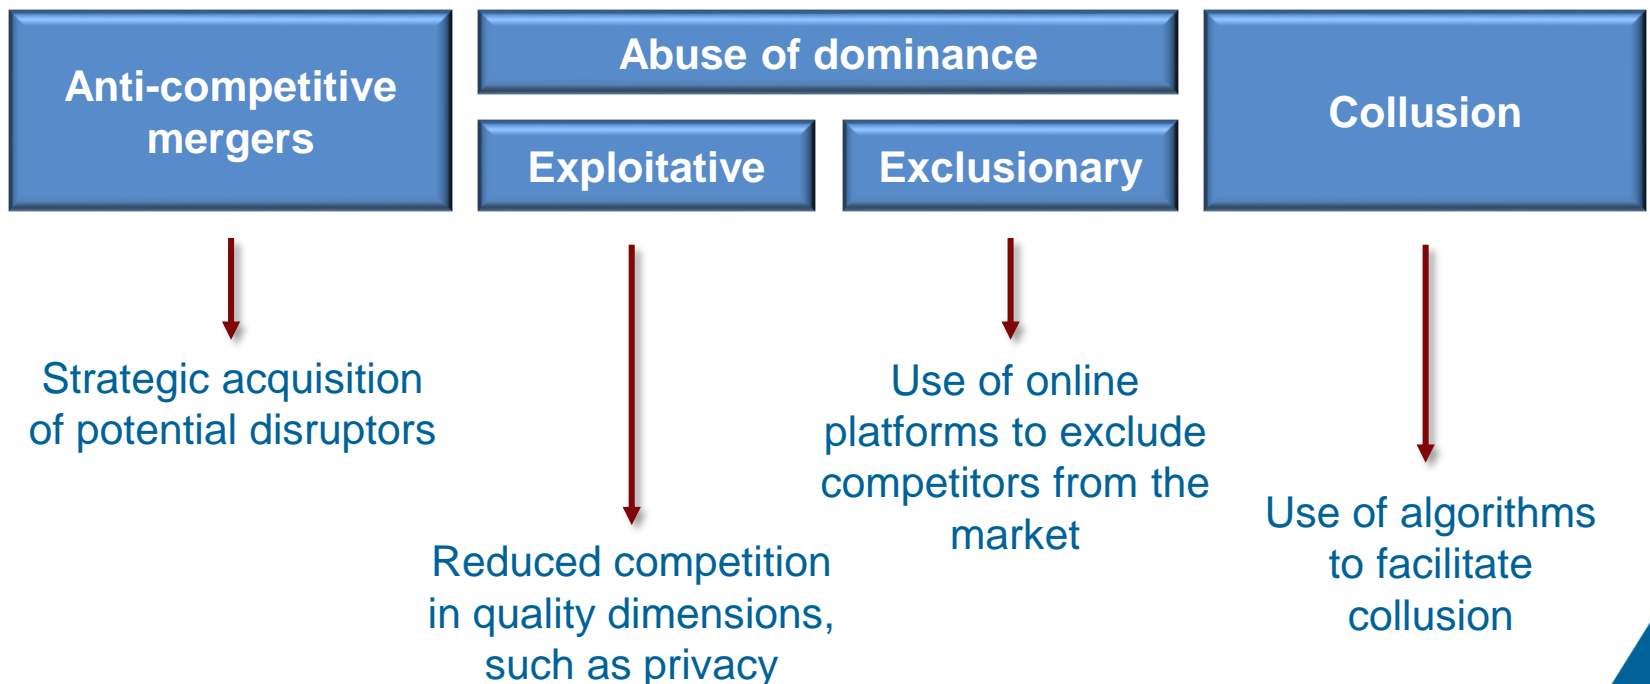 Anti-competitive
mergers
Abuse of dominance
Exploitative
Exclusionary
Collusion
Strategic acquisition
of potential disruptors
Reduced competition
in quality dimensions,
such as privacy
Use of online
platforms to exclude
competitors from the
market
Use of algorithms
to facilitate
collusion